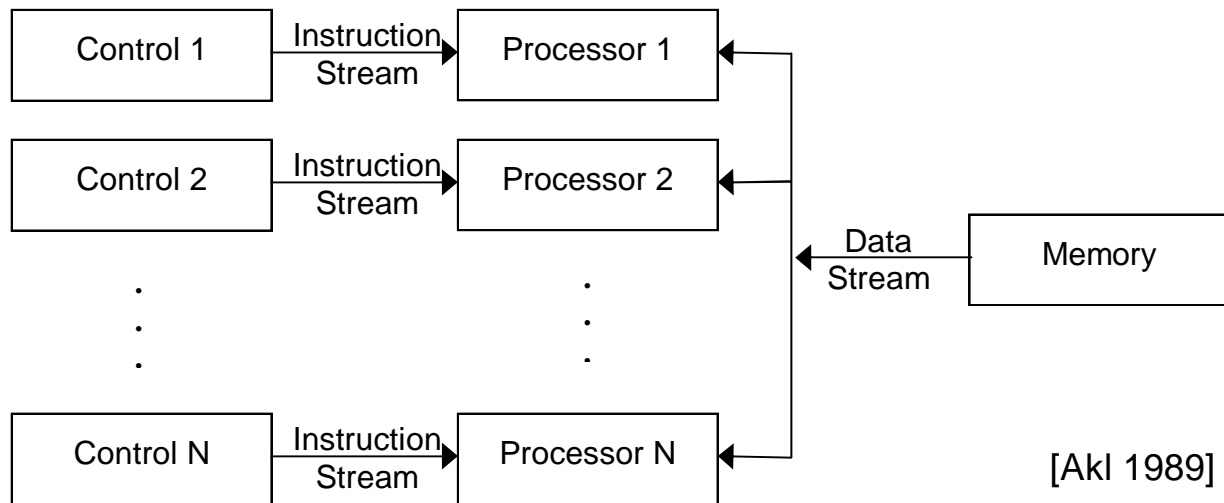 Control 1
Instruction
Stream
Processor 1
Control 2
Instruction
Stream
Processor 2
Data
Stream
Memory
.
.
.
.
.
.
Control N
Instruction
Stream
Processor N
[Akl 1989]